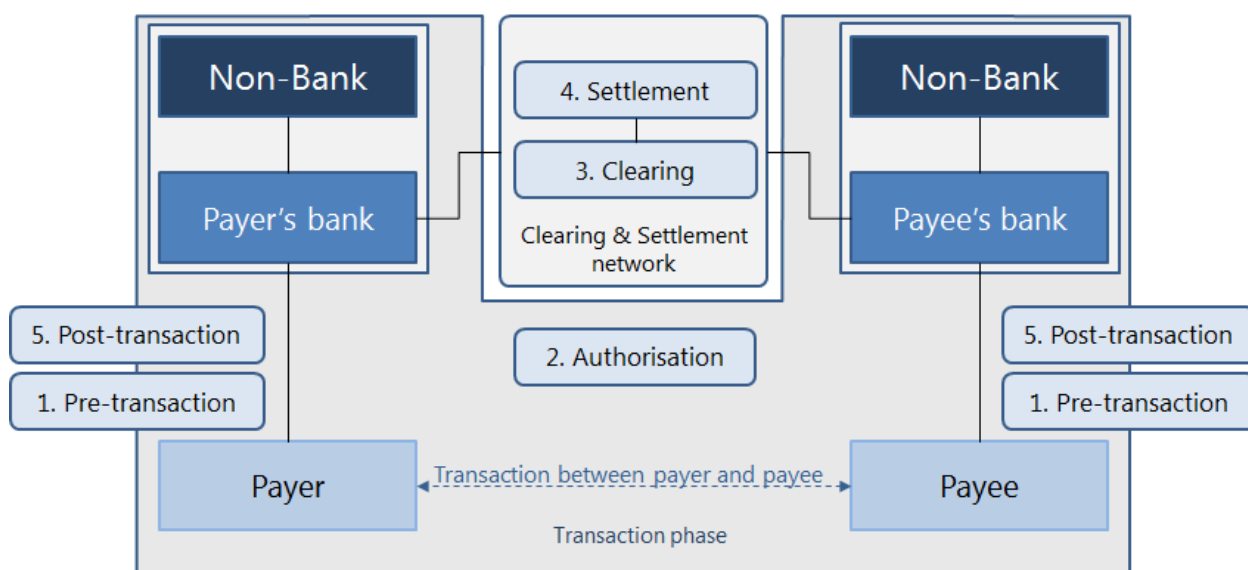 Non-Bank
4. Settlement
Non-Bank
3. Clearing
Payer’s bank
Payee’s bank
Clearing & Settlement
network
5. Post-transaction
5. Post-transaction
2. Authorisation
1. Pre-transaction
1. Pre-transaction
Payer
Transaction between payer and payee
Payee
Transaction phase